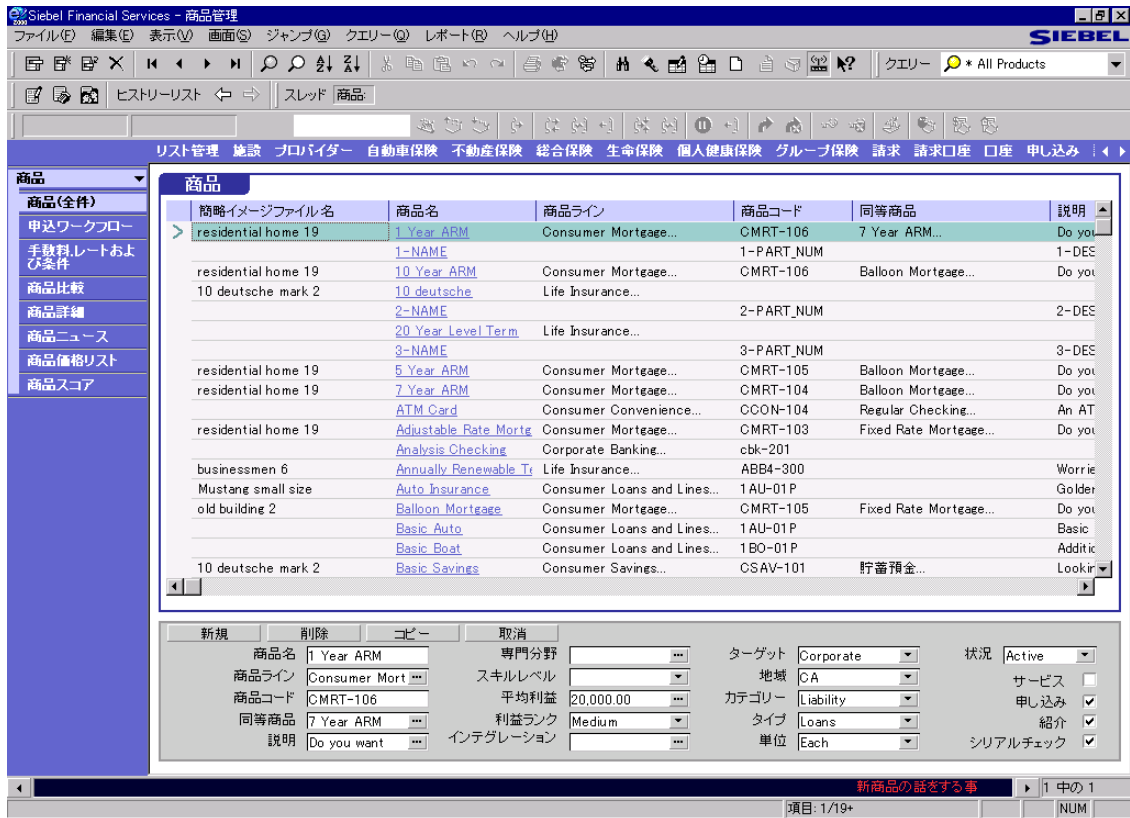 Siebel Financial Services - 商品管理
ファイル(F) 編集(E) 表示(V) 画面(S) ジャンプ(G) クエリー(Q) レポート(R) ヘルプ(H)
SIEBEL
クエリー * All Products
ヒストリーリスト スレッド 商品:
リスト管理 施設 プロバイダー 自動車保険 不動産保険 総合保険 生命保険 個人健康保険 グループ保険 請求 請求口座 口座 申し込み
商品
商品(全件)
申込ワークフロー
手数料.レートおよ
び条件
商品比較
商品詳細
商品ニュース
商品価格リスト
商品スコア
商品
簡略イメージファイル名 商品名 商品ライン 商品コード 同等商品 説明
residential home 19 1 Year ARM Consumer Mortgage... CMRT-106 7 Year ARM... Do you
1-NAME 1-PART_NUM 1-DES
residential home 19 10 Year ARM Consumer Mortgage... CMRT-106 Balloon Mortgage... Do you
10 deutsche mark 2 10 deutsche Life Insurance...
2-NAME 2-PART_NUM 2-DES
20 Year Level Term Life Insurance...
3-NAME 3-PART_NUM 3-DES
residential home 19 5 Year ARM Consumer Mortgage... CMRT-105 Balloon Mortgage... Do you
residential home 19 7 Year ARM Consumer Mortgage... CMRT-104 Balloon Mortgage... Do you
ATM Card Consumer Convenience... CCON-104 Regular Checking... An AT
residential home 19 Adjustable Rate Mortg Consumer Mortgage... CMRT-103 Fixed Rate Mortgage... Do you
Analysis Checking Corporate Banking... cbk-201
businessmen 6 Annually Renewable Te Life Insurance... ABB4-300 Worrie
Mustang small size Auto Insurance Consumer Loans and Lines... 1AU-01P Golden
old building 2 Balloon Mortgage Consumer Mortgage... CMRT-105 Fixed Rate Mortgage... Do you
Basic Auto Consumer Loans and Lines... 1AU-01P Basic
Basic Boat Consumer Loans and Lines... 1BO-01P Additic
10 deutsche mark 2 Basic Savings Consumer Savings... CSAV-101 貯蓄預金... Lookin
新規 削除 コピー 取消
商品名 1 Year ARM 専門分野 ターゲット Corporate 状況 Active
商品ライン Consumer Mort スキルレベル 地域 CA サービス
商品コード CMRT-106 平均利益 20,000.00 カテゴリー Liability 申し込み
同等商品 7 Year ARM 利益ランク Medium タイプ Loans 紹介
説明 Do you want インテグレーション 単位 Each シリアルチェック
新商品の話をする事 1 中の 1
項目: 1/19+ NUM